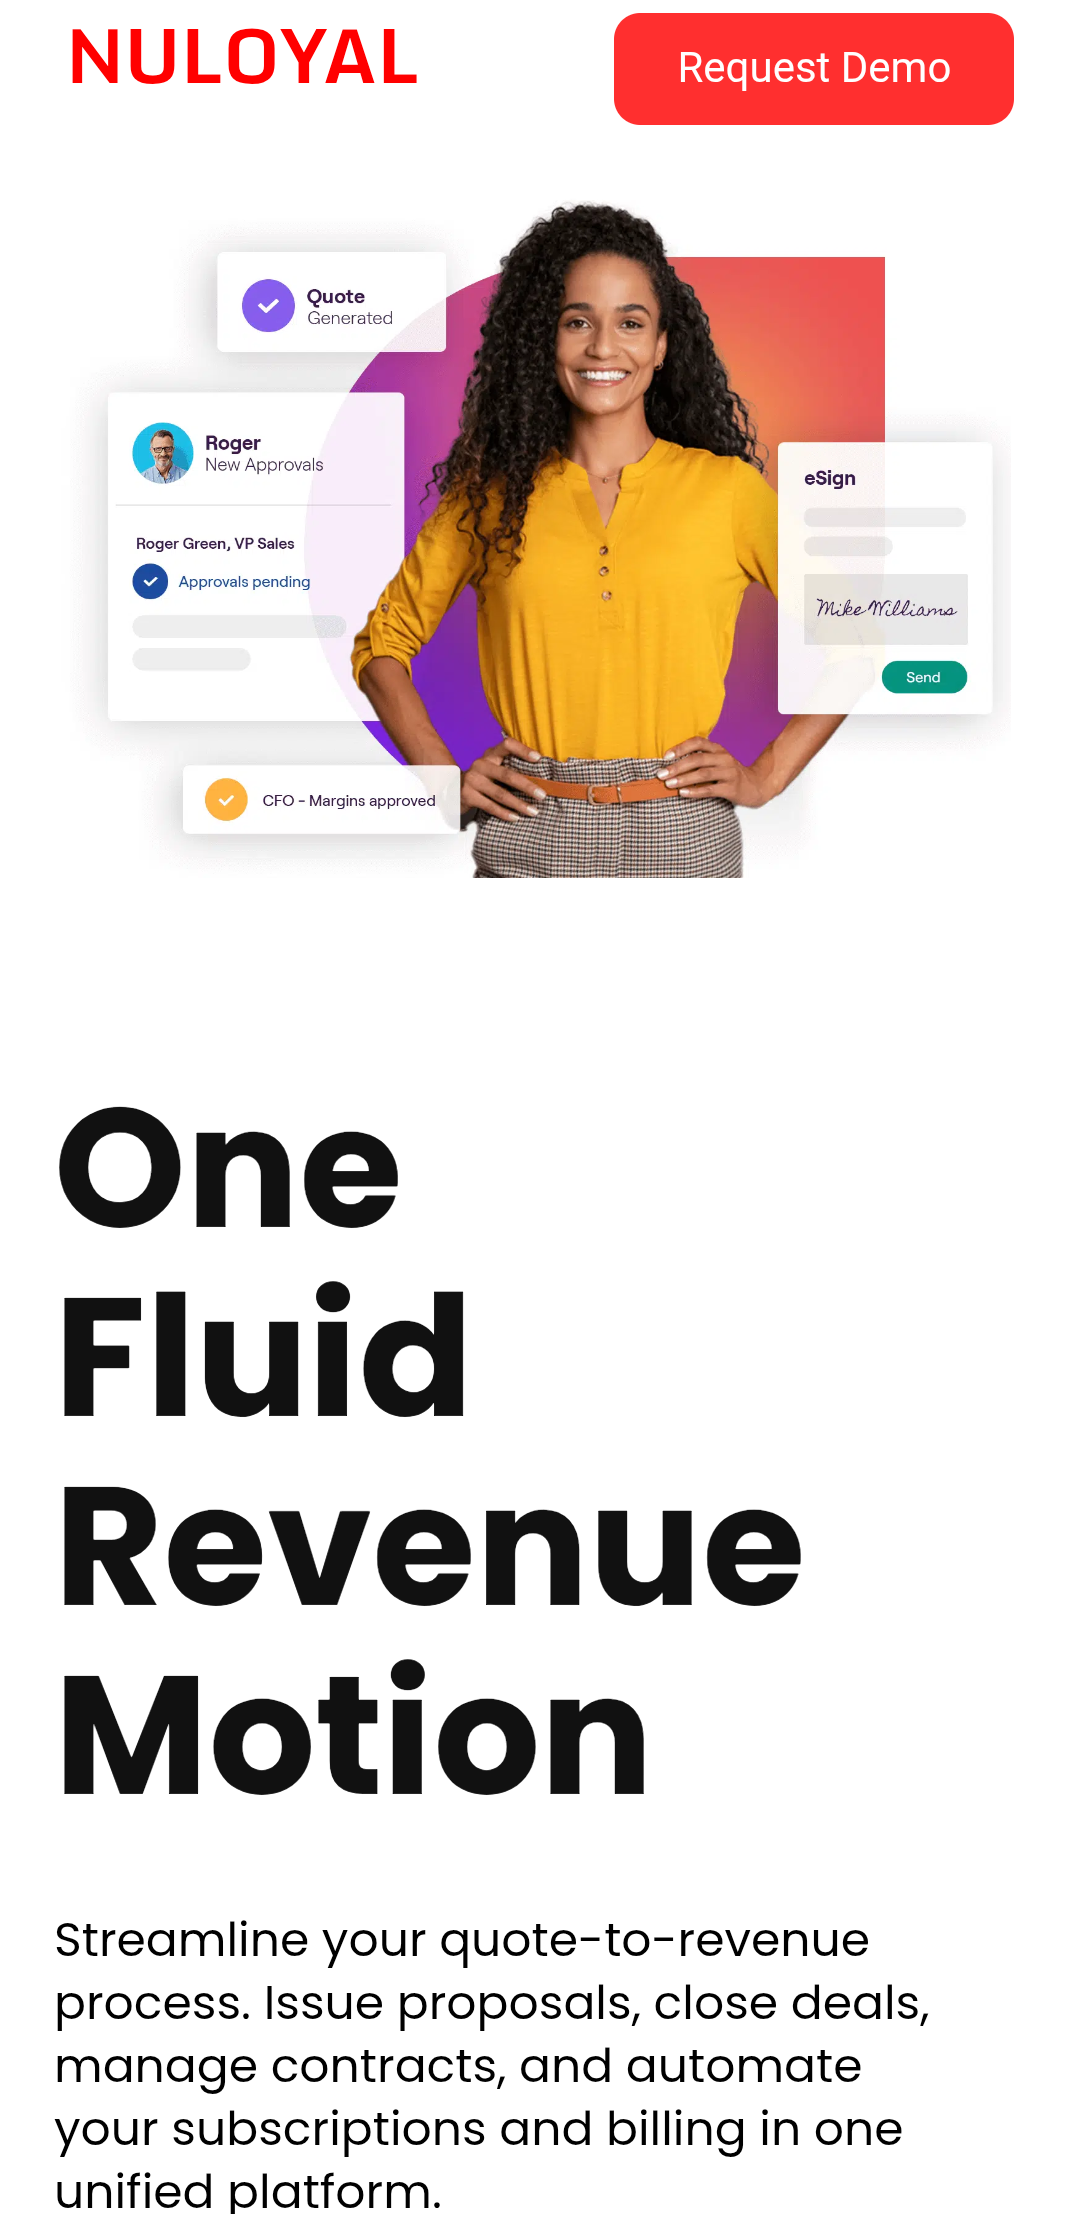 NULOYAL
Request Demo
Quote
Generated
Roger
New Approvals
Roger Green, VP Sales
Approvals pending
CFO - Margins approved
eSign
Mike Williams
Send
One
Fluid
Revenue
Motion
Streamline your quote-to-revenue
process. Issue proposals, close deals,
manage contracts, and automate
your subscriptions and billing in one
unified platform.